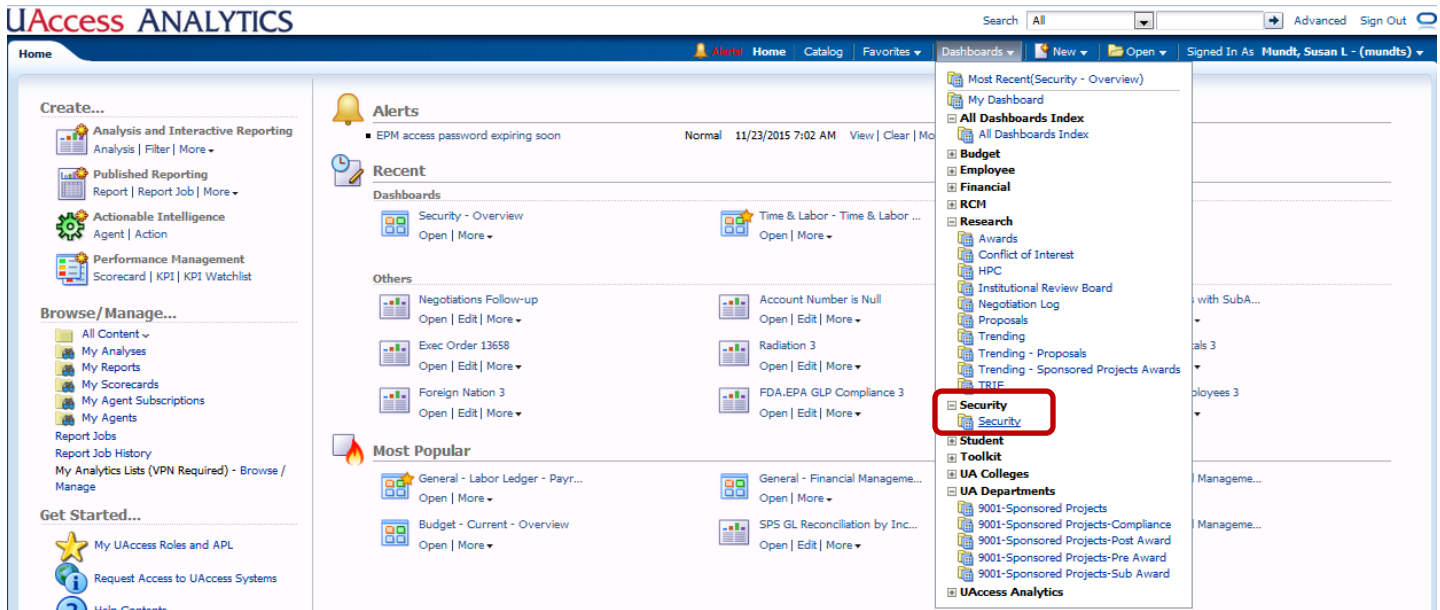 UAccess ANALYTICS
Search All Advanced Sign Out
Home
Alerts! Home Catalog Favorites Dashboards New Open Signed In As Mundt, Susan L - (mundts)
Create...
Analysis and Interactive Reporting
Analysis | Filter | More
Published Reporting
Report | Report Job | More
Actionable Intelligence
Agent | Action
Performance Management
Scorecard | KPI | KPI Watchlist
Browse/Manage...
All Content
My Analyses
My Reports
My Scorecards
My Agent Subscriptions
My Agents
Report Jobs
Report Job History
My Analytics Lists (VPN Required) - Browse /
Manage
Get Started...
My UAccess Roles and APL
Request Access to UAccess Systems
Help Contents
Alerts
EPM access password expiring soon Normal 11/23/2015 7:02 AM View | Clear | Mo
Recent
Dashboards
Security - Overview
Open | More
Time & Labor - Time & Labor ...
Open | More
Others
Negotiations Follow-up
Open | Edit | More
Account Number is Null
Open | Edit | More
with SubA...
Exec Order 13658
Open | Edit | More
Radiation 3
Open | Edit | More
als 3
Foreign Nation 3
Open | Edit | More
FDA.EPA GLP Compliance 3
Open | Edit | More
ployees 3
Most Popular
General - Labor Ledger - Payr...
Open | More
General - Financial Manageme...
Open | More
l Manageme...
Budget - Current - Overview
Open | More
SPS GL Reconciliation by Inc...
Open | Edit | More
l Manageme...
Most Recent(Security - Overview)
My Dashboard
All Dashboards Index
All Dashboards Index
Budget
Employee
Financial
RCM
Research
Awards
Conflict of Interest
HPC
Institutional Review Board
Negotiation Log
Proposals
Trending
Trending - Proposals
Trending - Sponsored Projects Awards
TRIF
Security
Security
Student
Toolkit
UA Colleges
UA Departments
9001-Sponsored Projects
9001-Sponsored Projects-Compliance
9001-Sponsored Projects-Post Award
9001-Sponsored Projects-Pre Award
9001-Sponsored Projects-Sub Award
UAccess Analytics